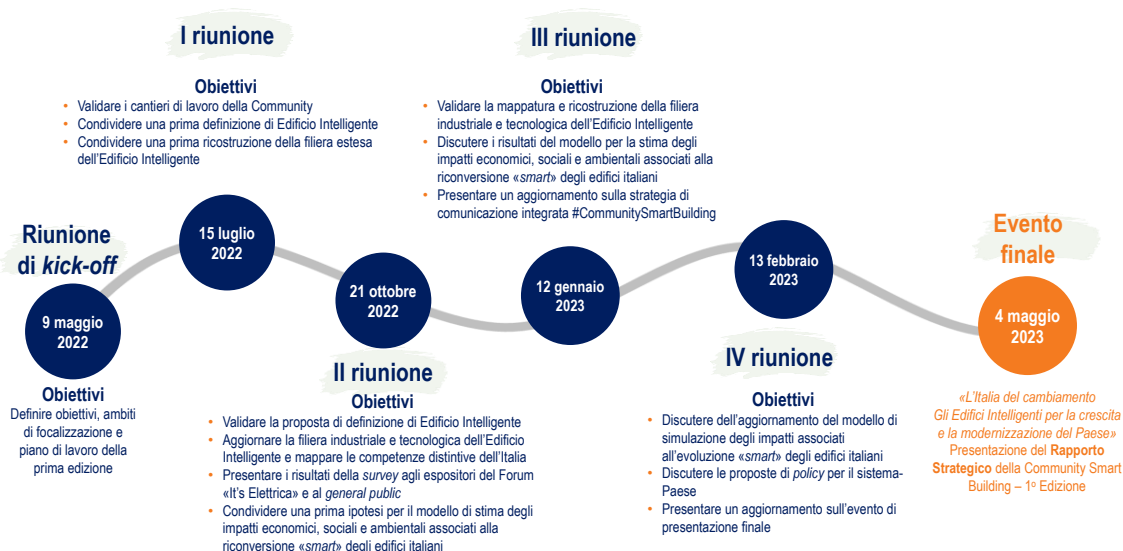 Riunione
di kick-off
9 maggio
2022
Obiettivi
Definire obiettivi, ambiti
di focalizzazione e
piano di lavoro della
prima edizione
I riunione
Obiettivi
• Validare i cantieri di lavoro della Community
• Condividere una prima definizione di Edificio Intelligente
• Condividere una prima ricostruzione della filiera estesa
dell'Edificio Intelligente
15 luglio
2022
21 ottobre
2022
II riunione
Obiettivi
• Validare la proposta di definizione di Edificio Intelligente
• Aggiornare la filiera industriale e tecnologica dell'Edificio
Intelligente e mappare le competenze distintive dell'Italia
• Presentare i risultati della survey agli espositori del Forum
«It's Elettrica» e al general public
• Condividere una prima ipotesi per il modello di stima degli
impatti economici, sociali e ambientali associati alla
riconversione «smart» degli edifici italiani
III riunione
Obiettivi
• Validare la mappatura e ricostruzione della filiera
industriale e tecnologica dell'Edificio Intelligente
• Discutere i risultati del modello per la stima degli
impatti economici, sociali e ambientali associati alla
riconversione «smart» degli edifici italiani
• Presentare un aggiornamento sulla strategia di
comunicazione integrata #CommunitySmartBuilding
12 gennaio
2023
13 febbraio
2023
IV riunione
Obiettivi
• Discutere dell'aggiornamento del modello di
simulazione degli impatti associati
all'evoluzione «smart» degli edifici italiani
• Discutere le proposte di policy per il sistema-
Paese
• Presentare un aggiornamento sull'evento di
presentazione finale
Evento
finale
4 maggio
2023
«L'Italia del cambiamento
Gli Edifici Intelligenti per la crescita
e la modernizzazione del Paese»
Presentazione del Rapporto
Strategico della Community Smart
Building – 1º Edizione